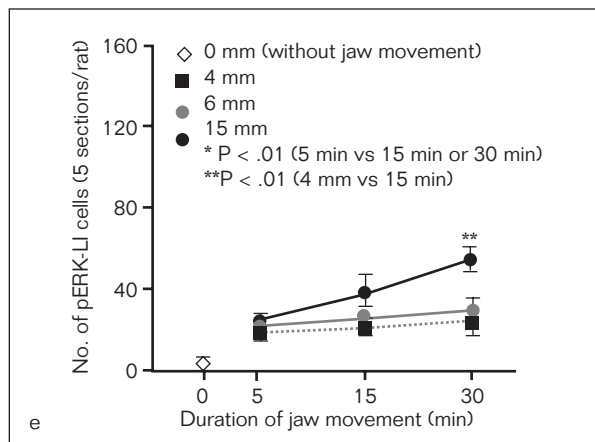 160
120
80
40
0
No. of pERK-LI cells (5 sections/rat)
0 mm (without jaw movement)
4 mm
6 mm
15 mm
* P < .01 (5 min vs 15 min or 30 min)
**P < .01 (4 mm vs 15 min)
**
0 5 15 30
Duration of jaw movement (min)
e